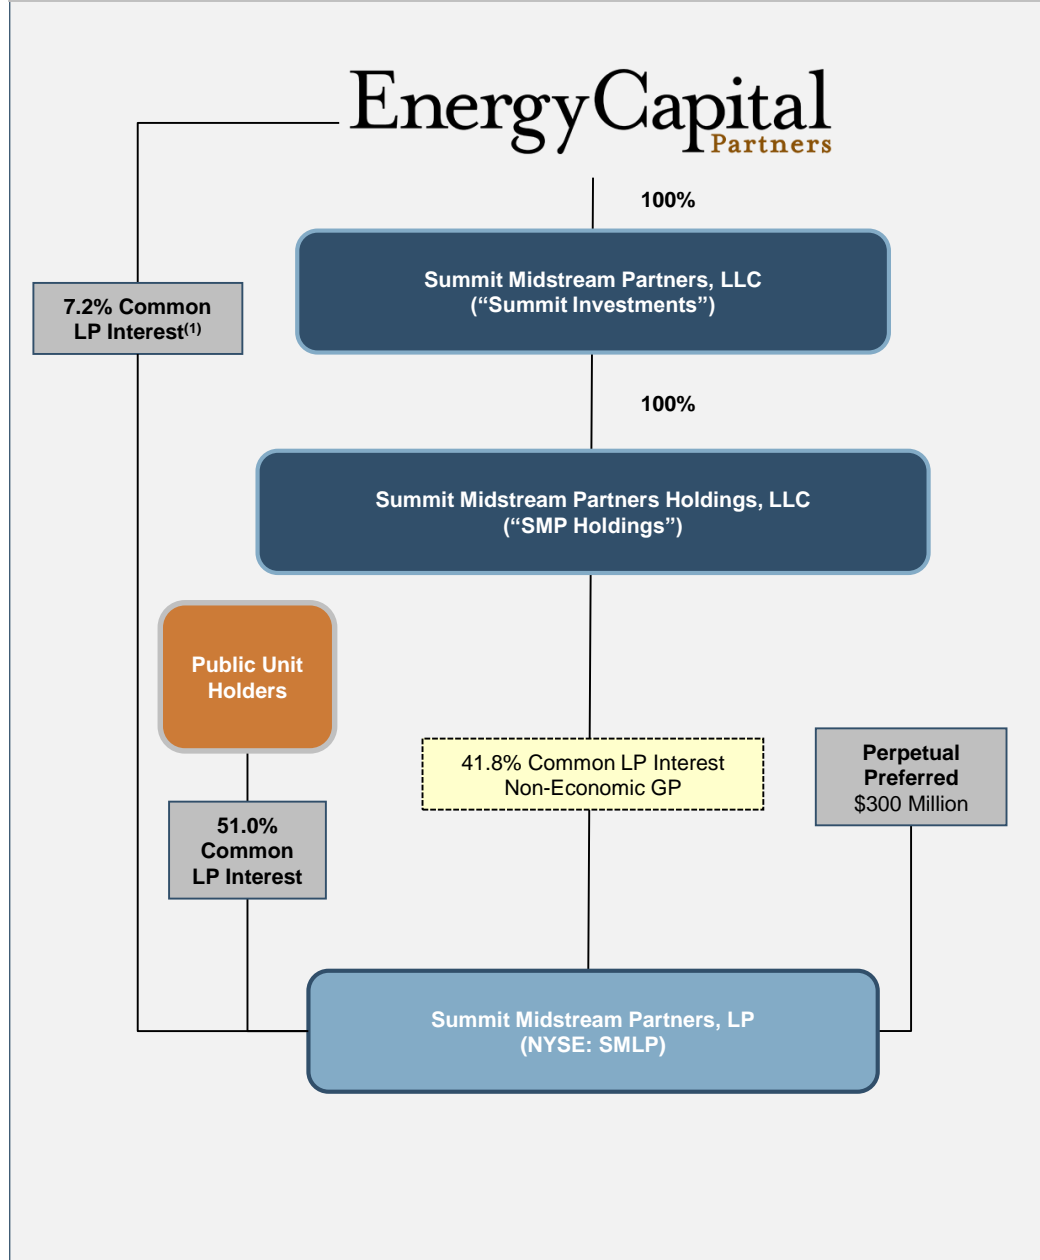 EnergyCapital
Partners
100%
Summit Midstream Partners, LLC
(“Summit Investments”)
7.2% Common
LP Interest(1)
100%
Summit Midstream Partners Holdings, LLC
(“SMP Holdings”)
Public Unit
Holders
41.8% Common LP Interest
Non-Economic GP
Perpetual
Preferred
$300 Million
51.0%
Common
LP Interest
Summit Midstream Partners, LP
(NYSE: SMLP)